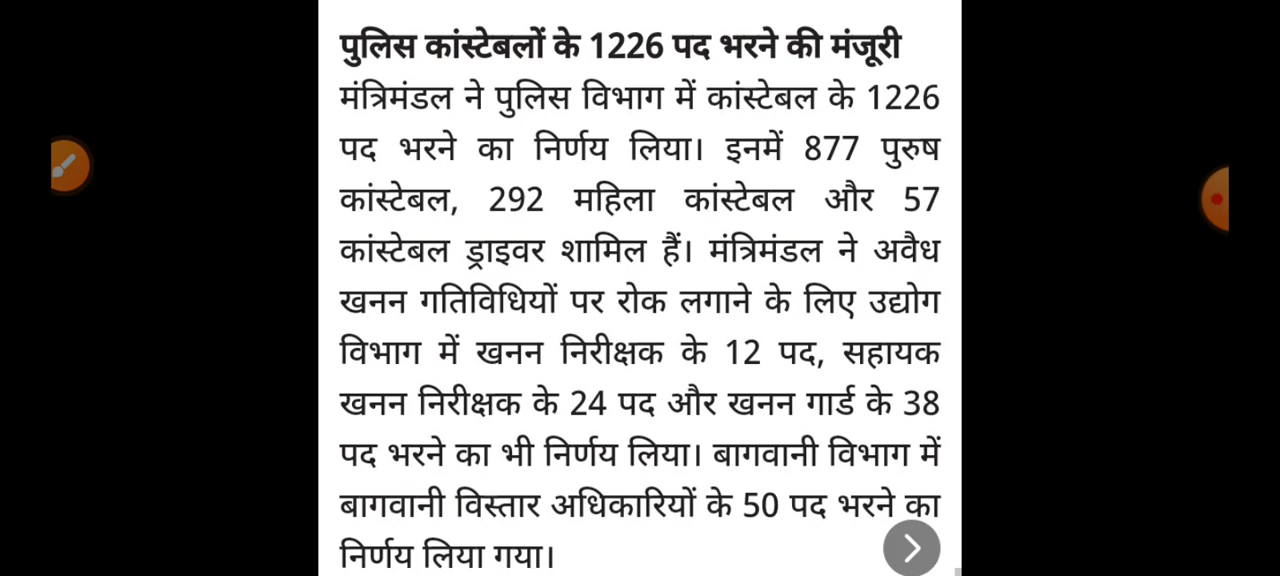 पुलिस कांस्टेबलों के 1226 पद भरने की मंजूरी
मंत्रिमंडल ने पुलिस विभाग में कांस्टेबल के 1226
पद भरने का निर्णय लिया। इनमें 877 पुरुष
कांस्टेबल, 292 महिला कांस्टेबल और 57
कांस्टेबल ड्राइवर शामिल हैं। मंत्रिमंडल ने अवैध
खनन गतिविधियों पर रोक लगाने के लिए उद्योग
विभाग में खनन निरीक्षक के 12 पद, सहायक
खनन निरीक्षक के 24 पद और खनन गार्ड के 38
पद भरने का भी निर्णय लिया। बागवानी विभाग में
बागवानी विस्तार अधिकारियों के 50 पद भरने का
निर्णय लिया गया।